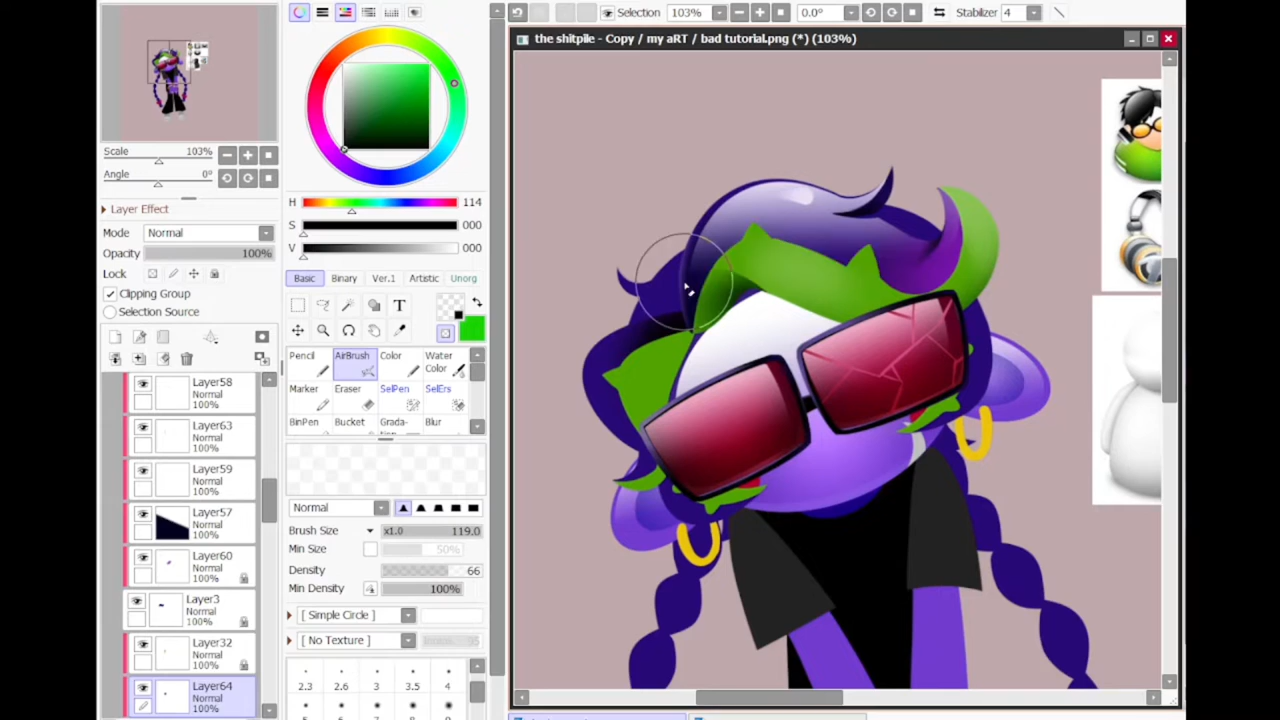 Selection 103% 0.0° Stabilizer 4
the shitpile - Copy / my aRT / bad tutorial.png (*) (103%)
Scale 103%
Angle 0°
Layer Effect
Mode Normal
Opacity 100%
Lock
Clipping Group
Selection Source
Layer58
Normal
100%
Layer63
Normal
100%
Layer59
Normal
100%
Layer57
Normal
100%
Layer60
Normal
100%
Layer3
Normal
100%
Layer32
Normal
100%
Layer64
Normal
100%
H 114
S 000
V 000
Basic Binary Ver.1 Artistic Unorg
T
Pencil AirBrush Color Water Color
Marker Eraser SelPen SelErs
BinPen Bucket Grada- tion Blur
Normal
Brush Size x1.0 119.0
Min Size 50%
Density 66
Min Density 100%
[ Simple Circle ]
[ No Texture ]
2.3 2.6 3 3.5 4